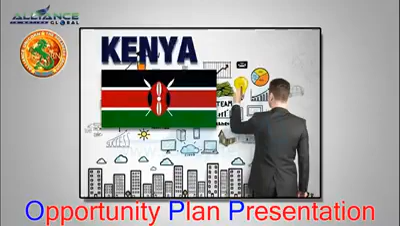 ALLIANCE
GLOBAL
KENYA
TEAM
Opportunity Plan Presentation